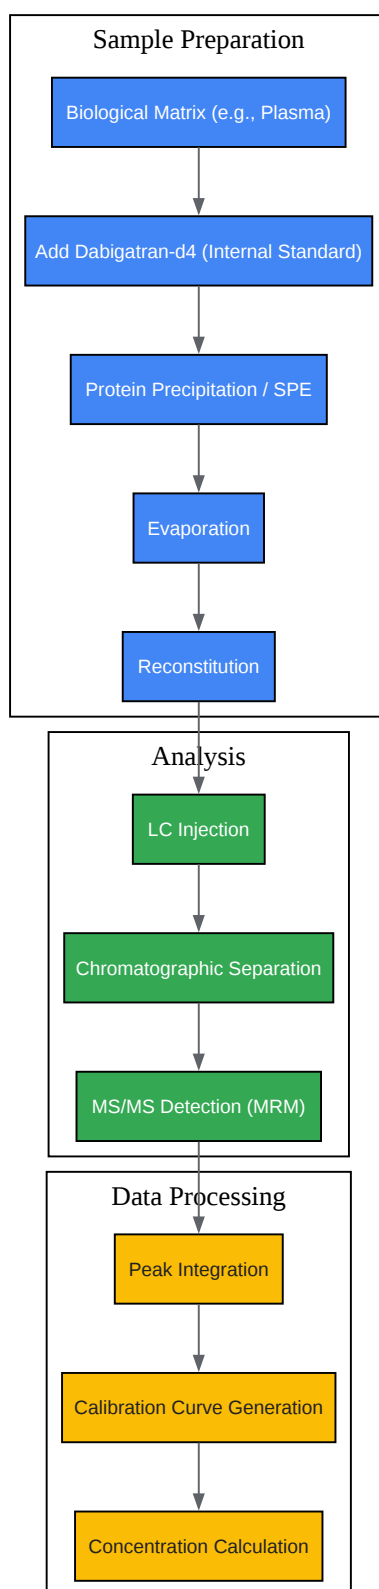 Sample Preparation
Biological Matrix (e.g., Plasma)
Add Dabigatran-d4 (Internal Standard)
Protein Precipitation / SPE
Evaporation
Reconstitution
Analysis
LC Injection
Chromatographic Separation
MS/MS Detection (MRM)
Data Processing
Peak Integration
Calibration Curve Generation
Concentration Calculation